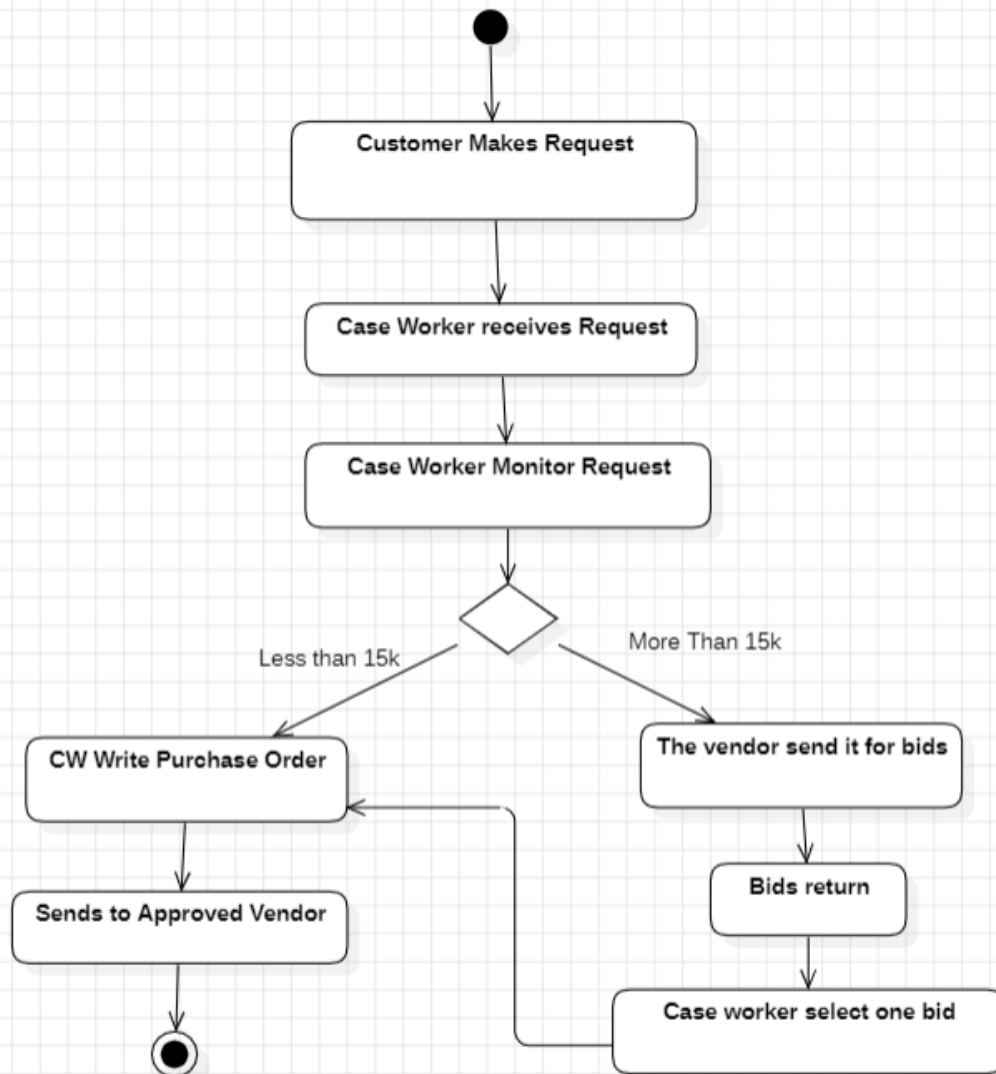 Customer Makes Request
Case Worker receives Request
Case Worker Monitor Request
Less than 15k
More Than 15k
CW Write Purchase Order
The vendor send it for bids
Sends to Approved Vendor
Bids return
Case worker select one bid